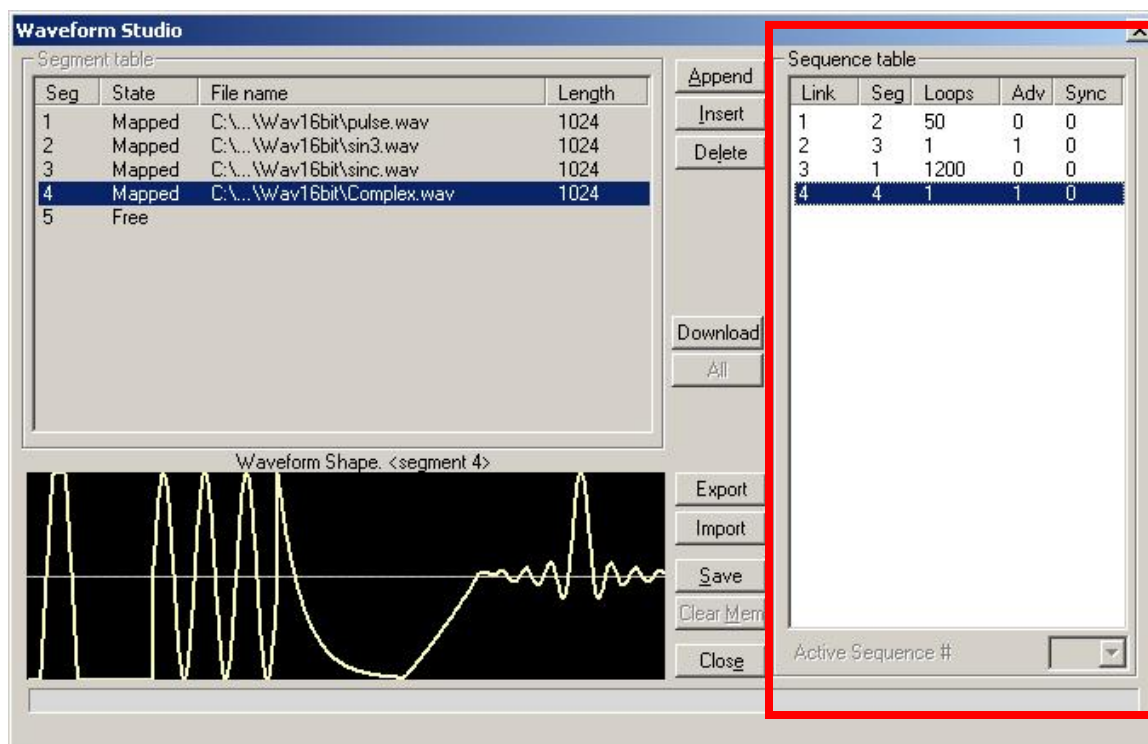 Waveform Studio
Segment table
Seg State File name Length
1 Mapped C:\...\Wav16bit\pulse.wav 1024
2 Mapped C:\...\Wav16bit\sin3.wav 1024
3 Mapped C:\...\Wav16bit\sinc.wav 1024
4 Mapped C:\...\Wav16bit\Complex.wav 1024
5 Free
Append
Insert
Delete
Download
All
Waveform Shape. <segment 4>
Export
Import
Save
Clear Mem
Close
Sequence table
Link Seg Loops Adv Sync
1 2 50 0 0
2 3 1 1 0
3 1 1200 0 0
4 4 1 1 0
Active Sequence #